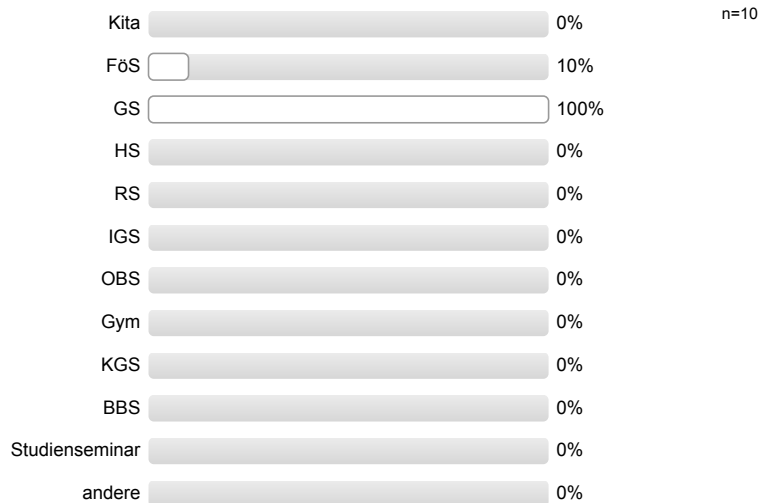 Kita 0% n=10
FöS 10%
GS 100%
HS 0%
RS 0%
IGS 0%
OBS 0%
Gym 0%
KGS 0%
BBS 0%
Studienseminar 0%
andere 0%